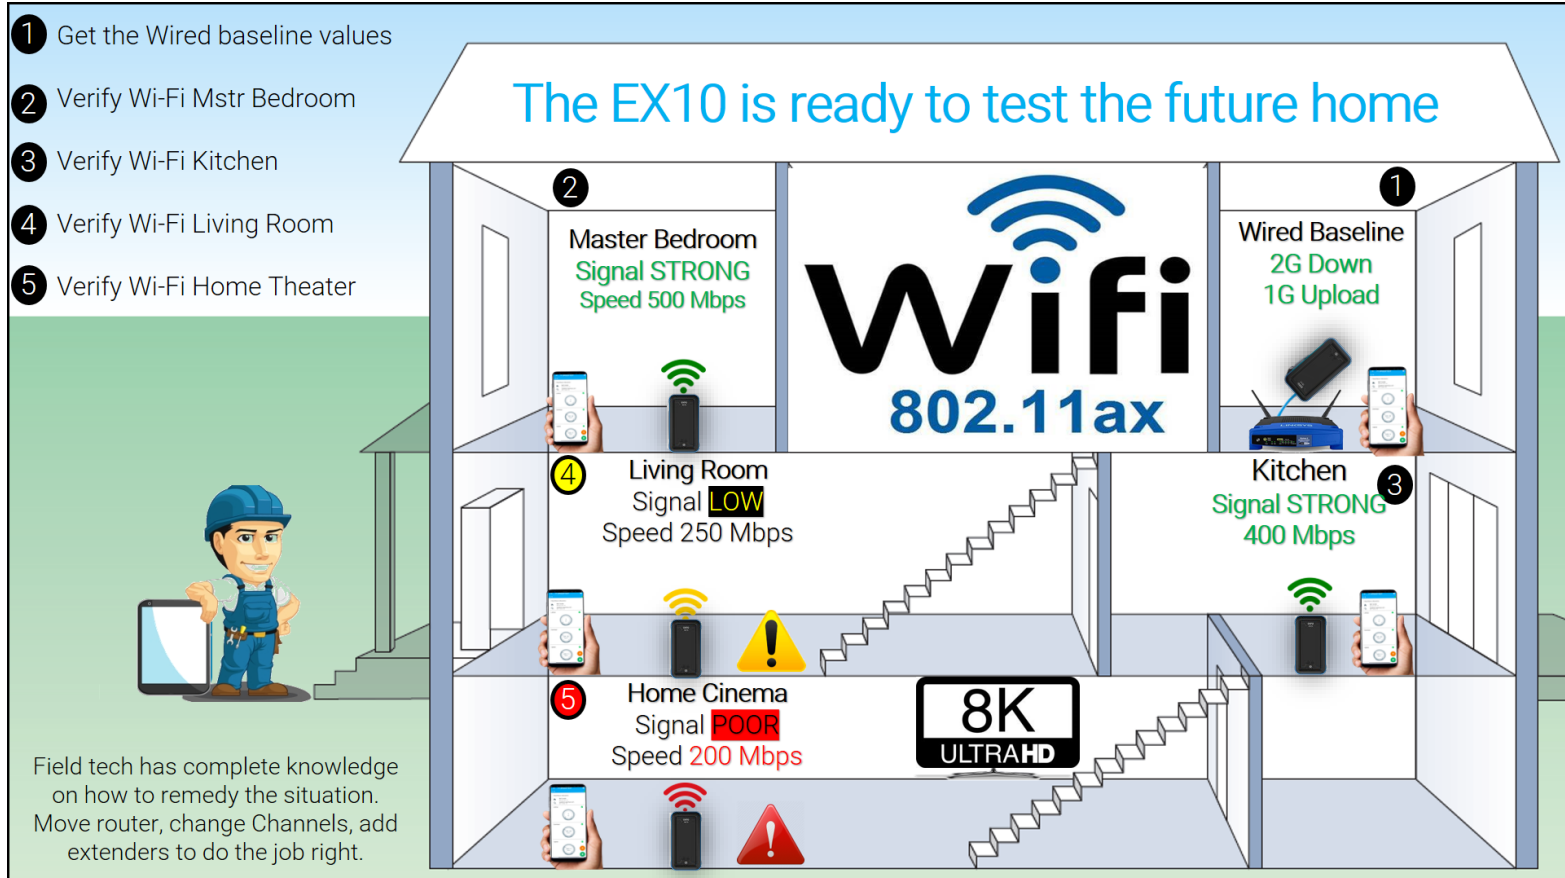 1 Get the Wired baseline values
2 Verify Wi-Fi Mstr Bedroom
3 Verify Wi-Fi Kitchen
4 Verify Wi-Fi Living Room
5 Verify Wi-Fi Home Theater
The EX10 is ready to test the future home
2
Master Bedroom
Signal STRONG
Speed 500 Mbps
Wifi
802.11ax
1
Wired Baseline
2G Down
1G Upload
LINKSYS
4
Living Room
Signal LOW
Speed 250 Mbps
Kitchen
3
Signal STRONG
400 Mbps
5
Home Cinema
Signal POOR
Speed 200 Mbps
8K
ULTRAHD
Field tech has complete knowledge
on how to remedy the situation.
Move router, change Channels, add
extenders to do the job right.